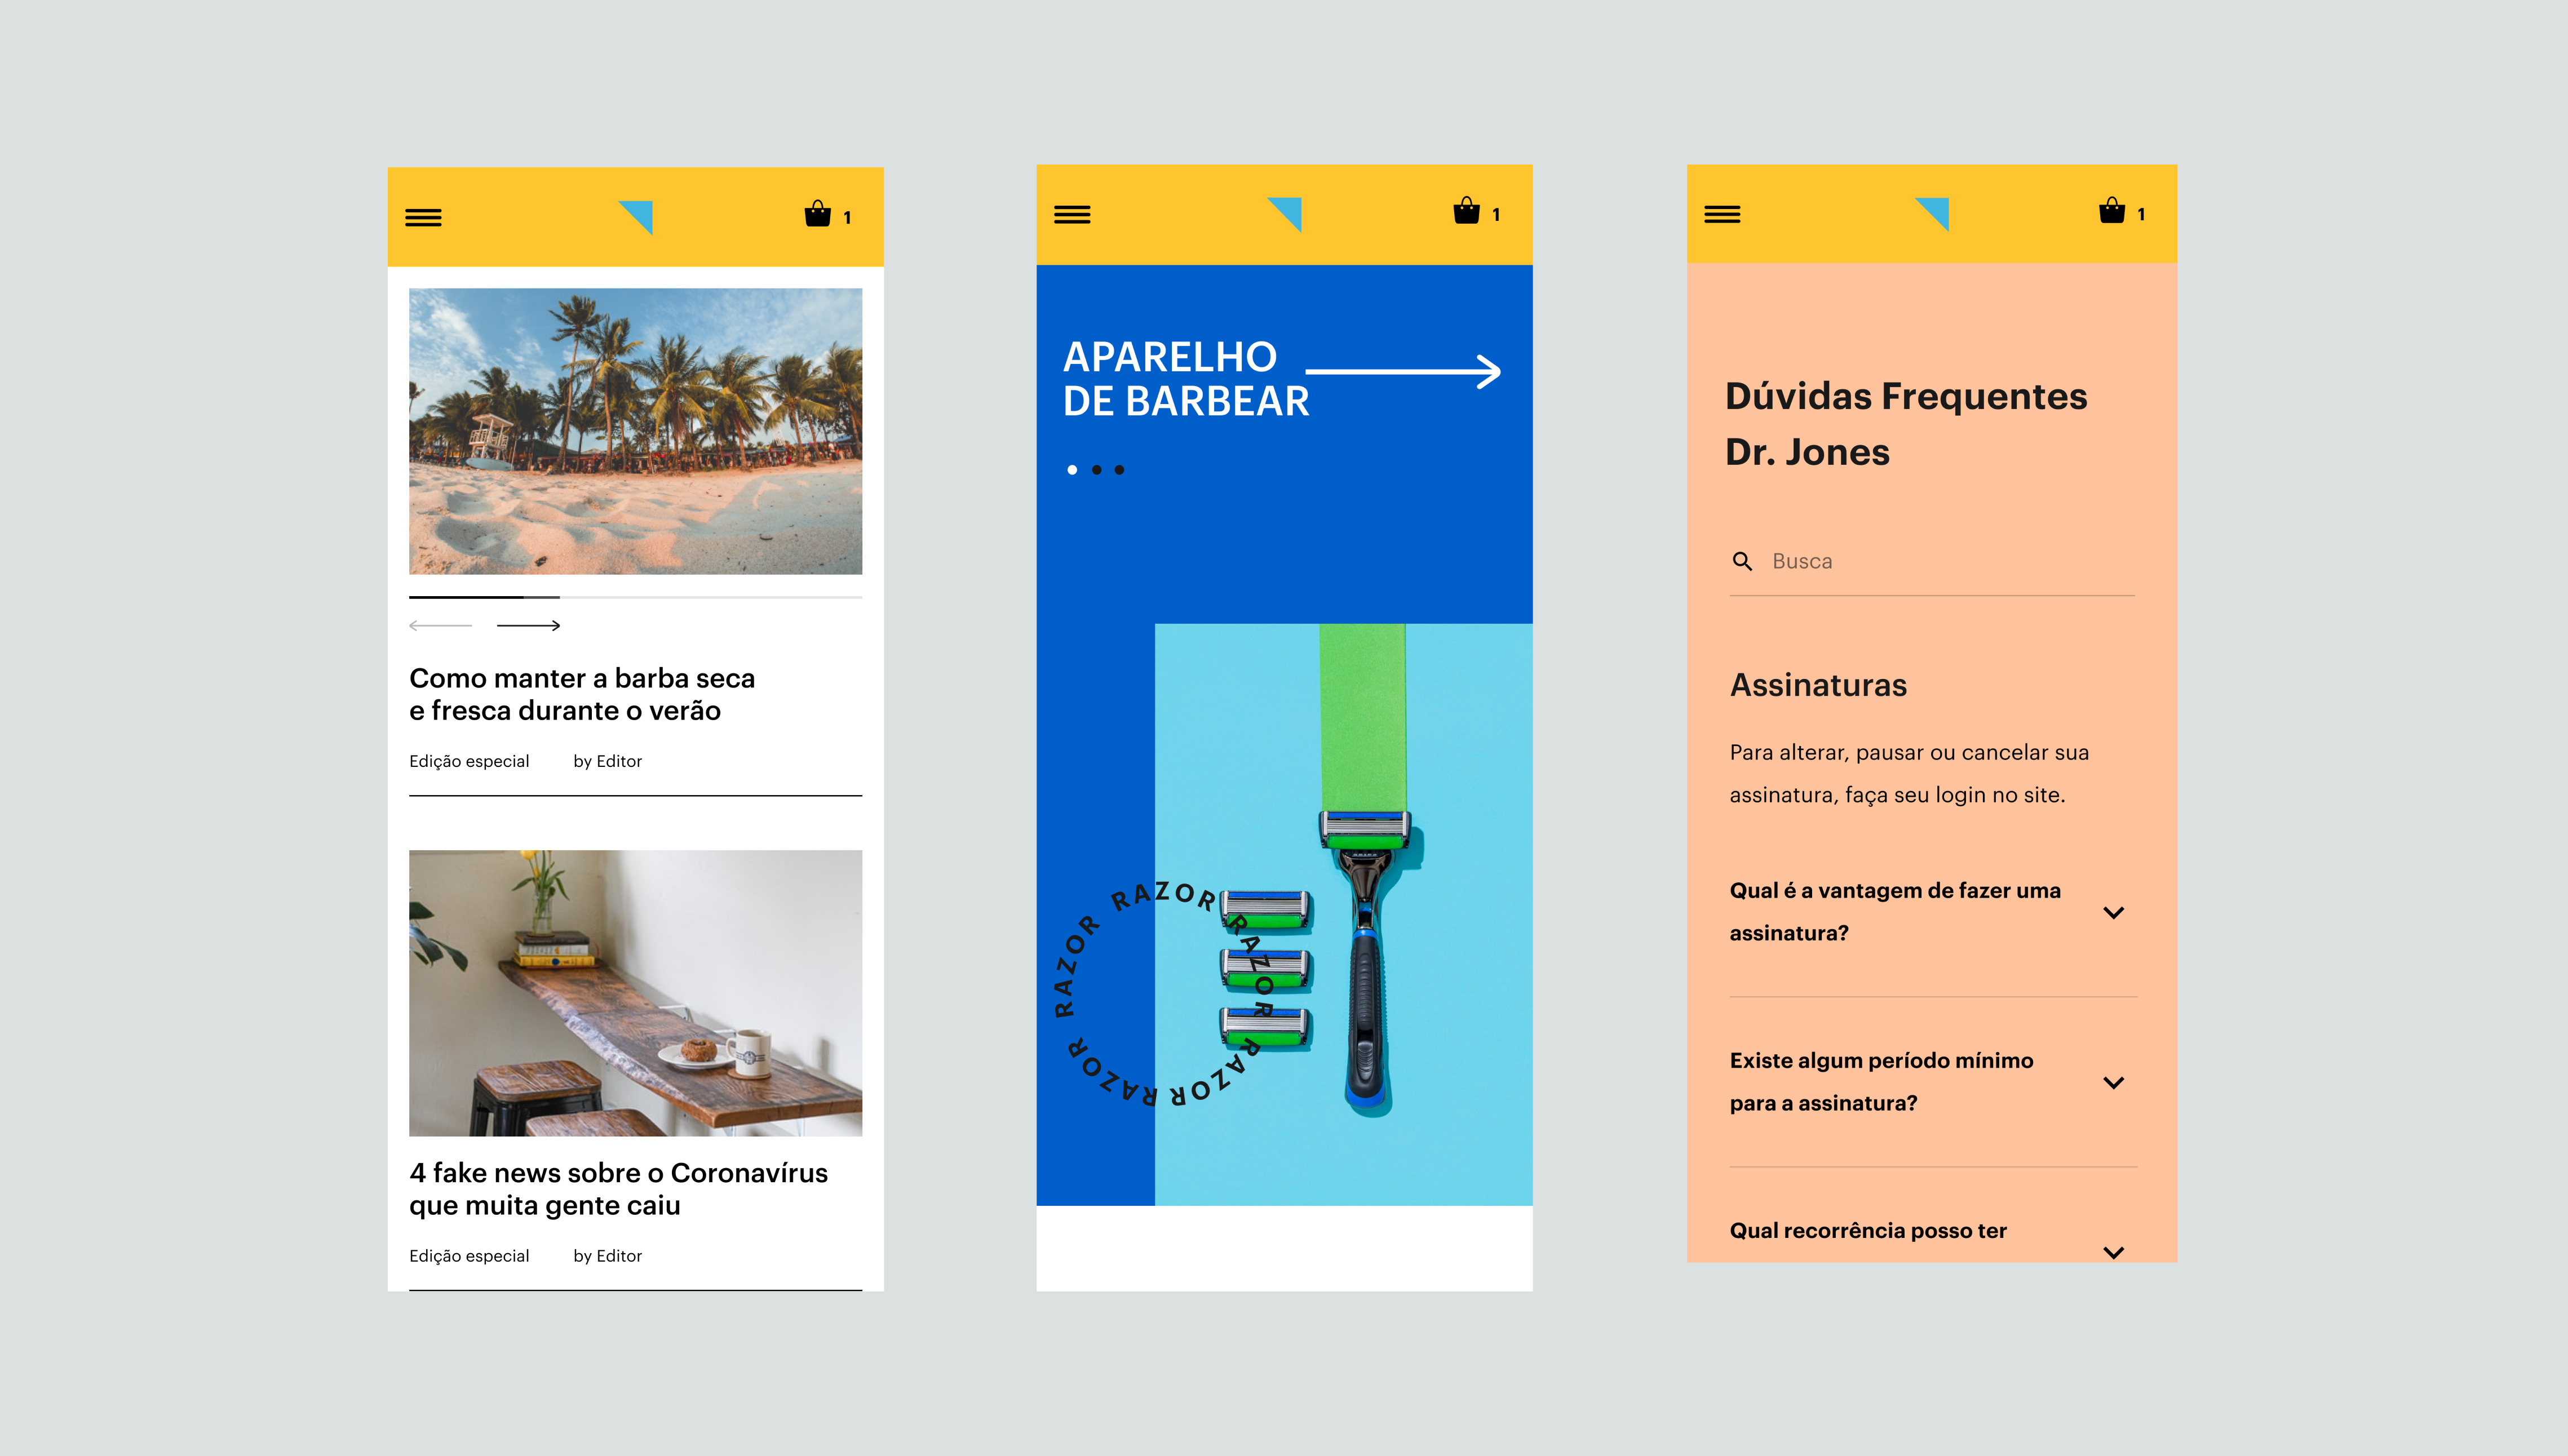 1
Como manter a barba seca
e fresca durante o verão
Edição especial by Editor
4 fake news sobre o Coronavírus
que muita gente caiu
Edição especial by Editor
1
APARELHO
DE BARBEAR
RAZOR RAZOR RAZOR RAZOR RAZOR RAZOR
1
Dúvidas Frequentes
Dr. Jones
Busca
Assinaturas
Para alterar, pausar ou cancelar sua
assinatura, faça seu login no site.
Qual é a vantagem de fazer uma
assinatura?
Existe algum período mínimo
para a assinatura?
Qual recorrência posso ter